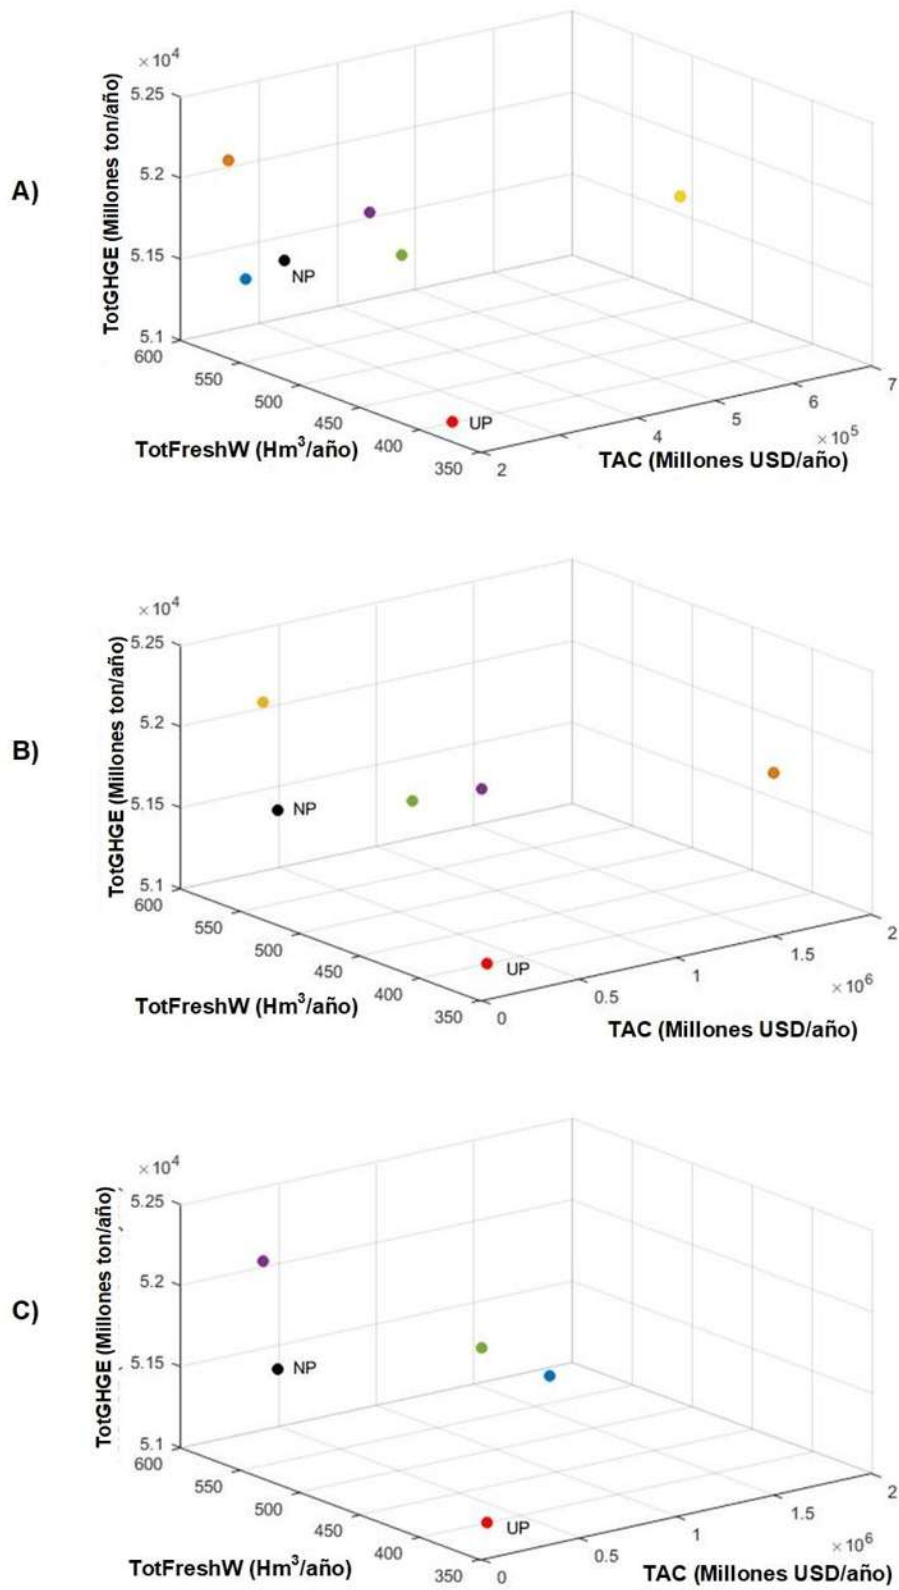 A)
×10⁴
TotGHGE (Millones ton/año)
5.25
5.2
5.15
5.1
NP
UP
600
550
500
450
400
350
TotFreshW (Hm³/año)
2
4
5
6
7
×10⁵
TAC (Millones USD/año)
B)
×10⁴
TotGHGE (Millones ton/año)
5.25
5.2
5.15
5.1
NP
UP
600
550
500
450
400
350
TotFreshW (Hm³/año)
0
0.5
1
1.5
2
×10⁶
TAC (Millones USD/año)
C)
×10⁴
TotGHGE (Millones ton/año)
5.25
5.2
5.15
5.1
NP
UP
600
550
500
450
400
350
TotFreshW (Hm³/año)
0
0.5
1
1.5
2
×10⁶
TAC (Millones USD/año)